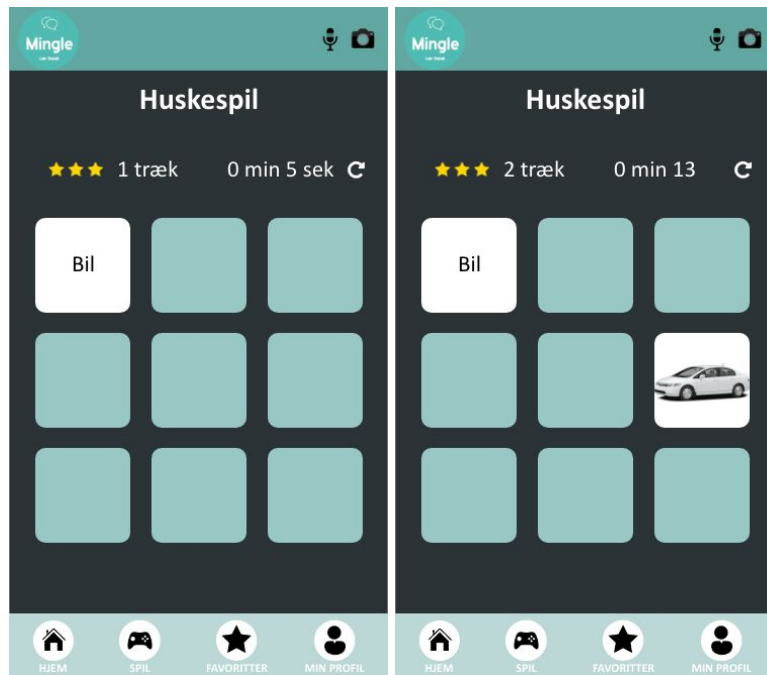 Mingle
Huskespil
1 træk 0 min 5 sek
Bil
HJEM SPIL FAVORITTER MIN PROFIL
Mingle
Huskespil
2 træk 0 min 13
Bil
HJEM SPIL FAVORITTER MIN PROFIL